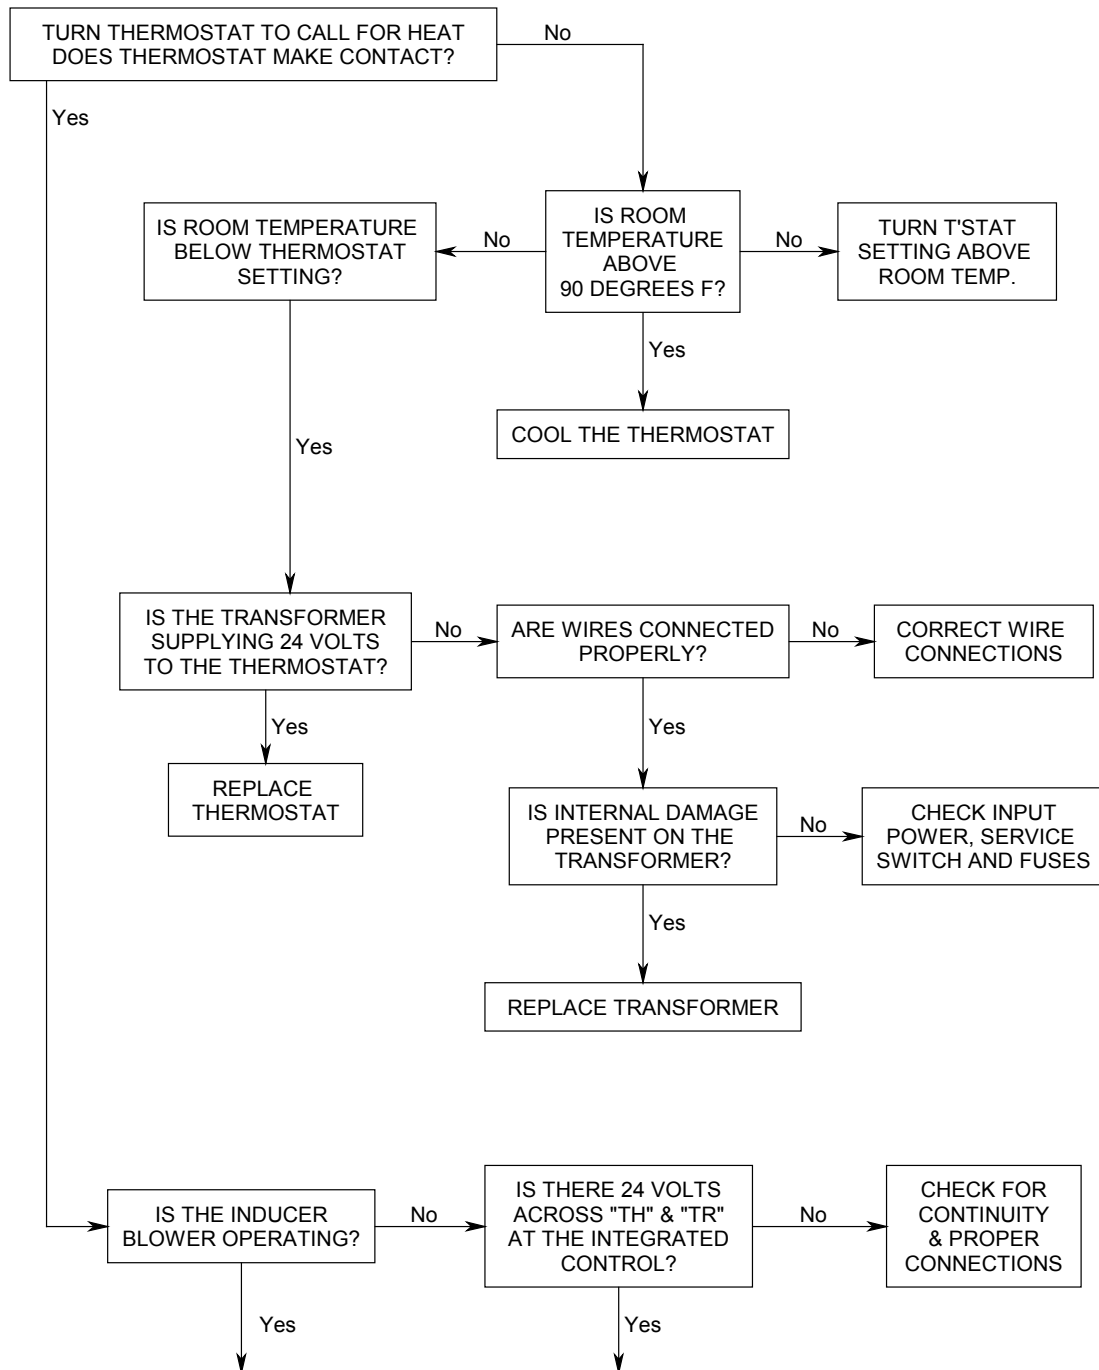 TURN THERMOSTAT TO CALL FOR HEAT
DOES THERMOSTAT MAKE CONTACT?
No
Yes
IS ROOM TEMPERATURE
BELOW THERMOSTAT
SETTING?
No
IS ROOM
TEMPERATURE
ABOVE
90 DEGREES F?
No
TURN T'STAT
SETTING ABOVE
ROOM TEMP.
Yes
COOL THE THERMOSTAT
Yes
IS THE TRANSFORMER
SUPPLYING 24 VOLTS
TO THE THERMOSTAT?
No
ARE WIRES CONNECTED
PROPERLY?
No
CORRECT WIRE
CONNECTIONS
Yes
REPLACE
THERMOSTAT
Yes
IS INTERNAL DAMAGE
PRESENT ON THE
TRANSFORMER?
No
CHECK INPUT
POWER, SERVICE
SWITCH AND FUSES
Yes
REPLACE TRANSFORMER
IS THE INDUCER
BLOWER OPERATING?
No
IS THERE 24 VOLTS
ACROSS "TH" & "TR"
AT THE INTEGRATED
CONTROL?
No
CHECK FOR
CONTINUITY
& PROPER
CONNECTIONS
Yes
Yes